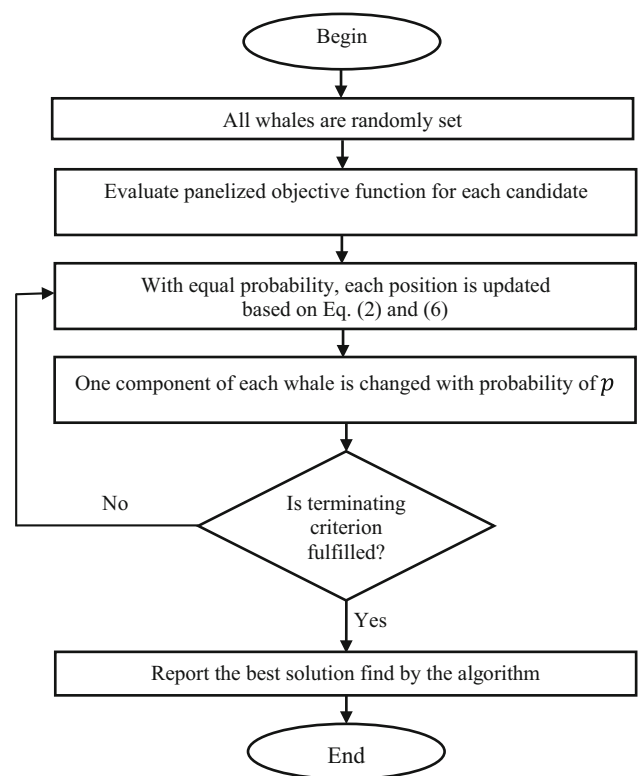 Begin
All whales are randomly set
Evaluate panelized objective function for each candidate
With equal probability, each position is updated
based on Eq. (2) and (6)
One component of each whale is changed with probability of p
No
Is terminating
criterion
fulfilled?
Yes
Report the best solution find by the algorithm
End